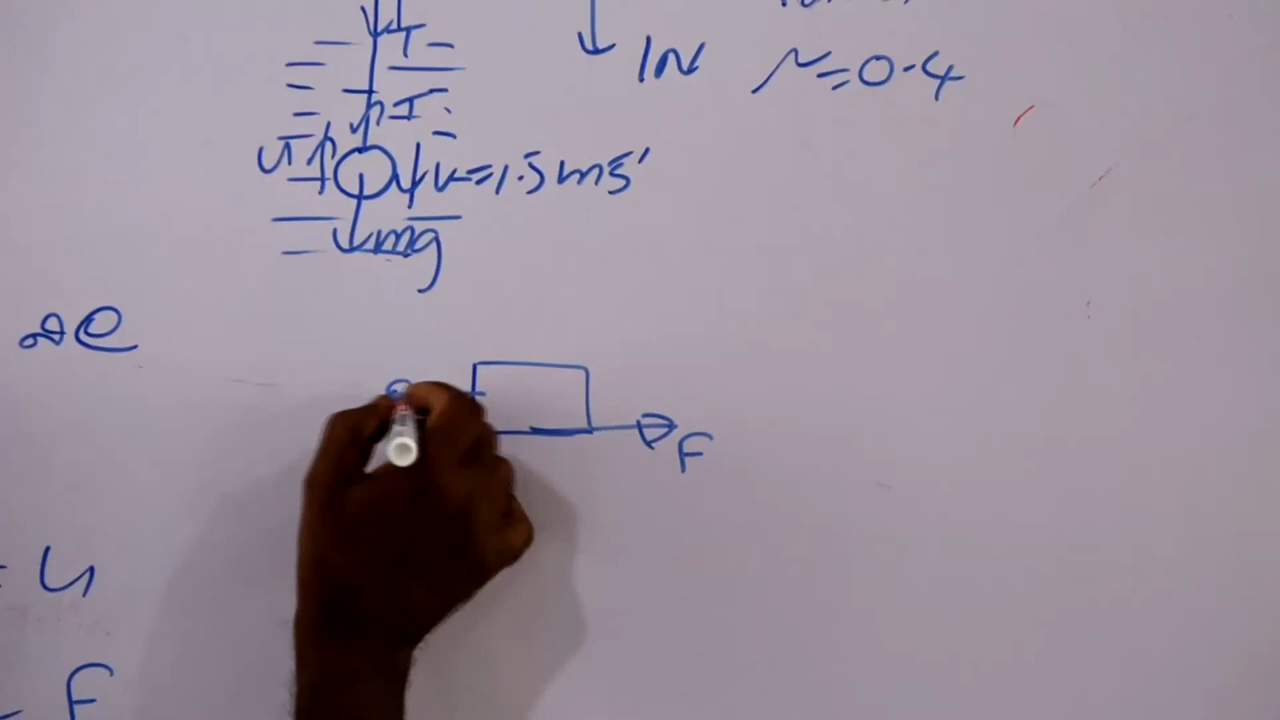 T
1N μ=0.4
T
U v=1.5ms⁻¹
mg
F
= U
F